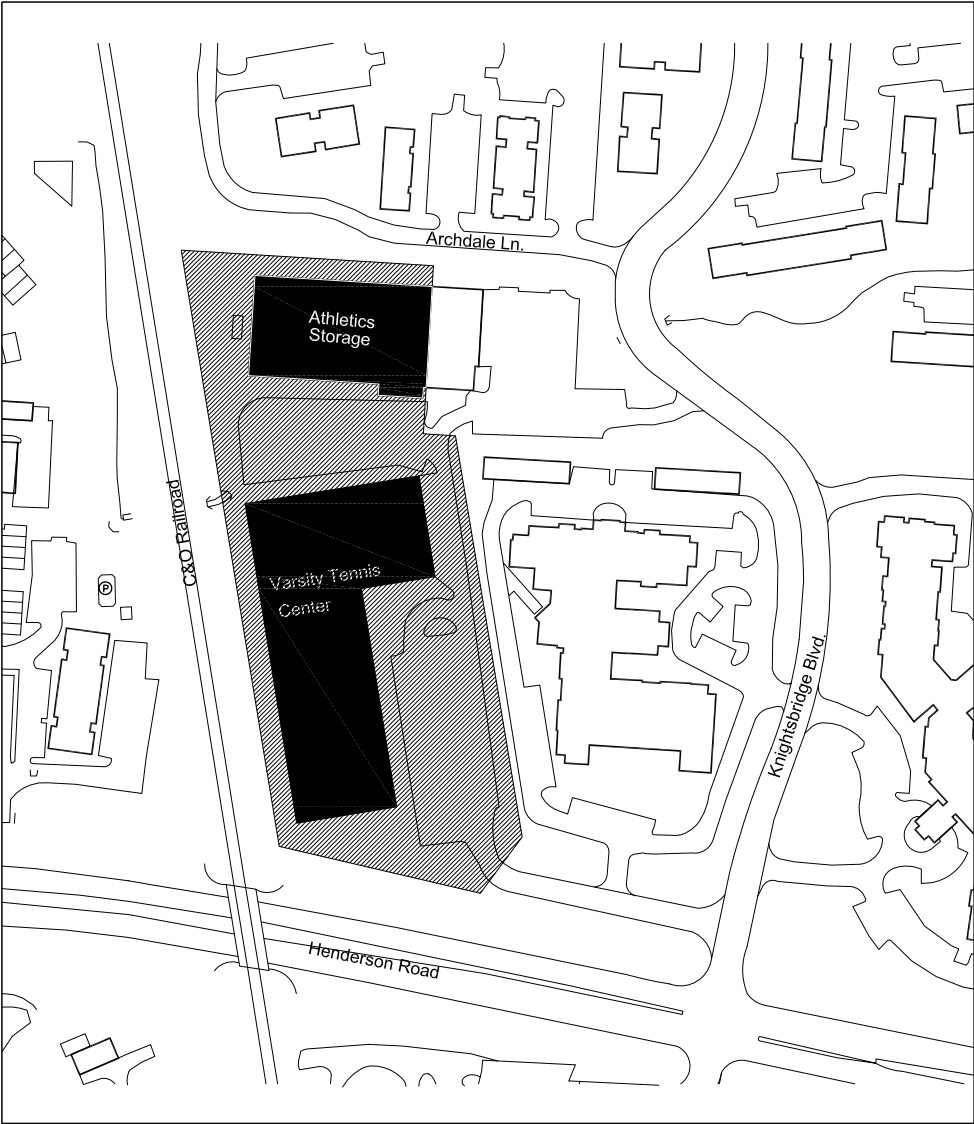 Archdale Ln.
Athletics
Storage
C&O Railroad
Varsity Tennis
Center
P
Knightsbridge Blvd.
Henderson Road